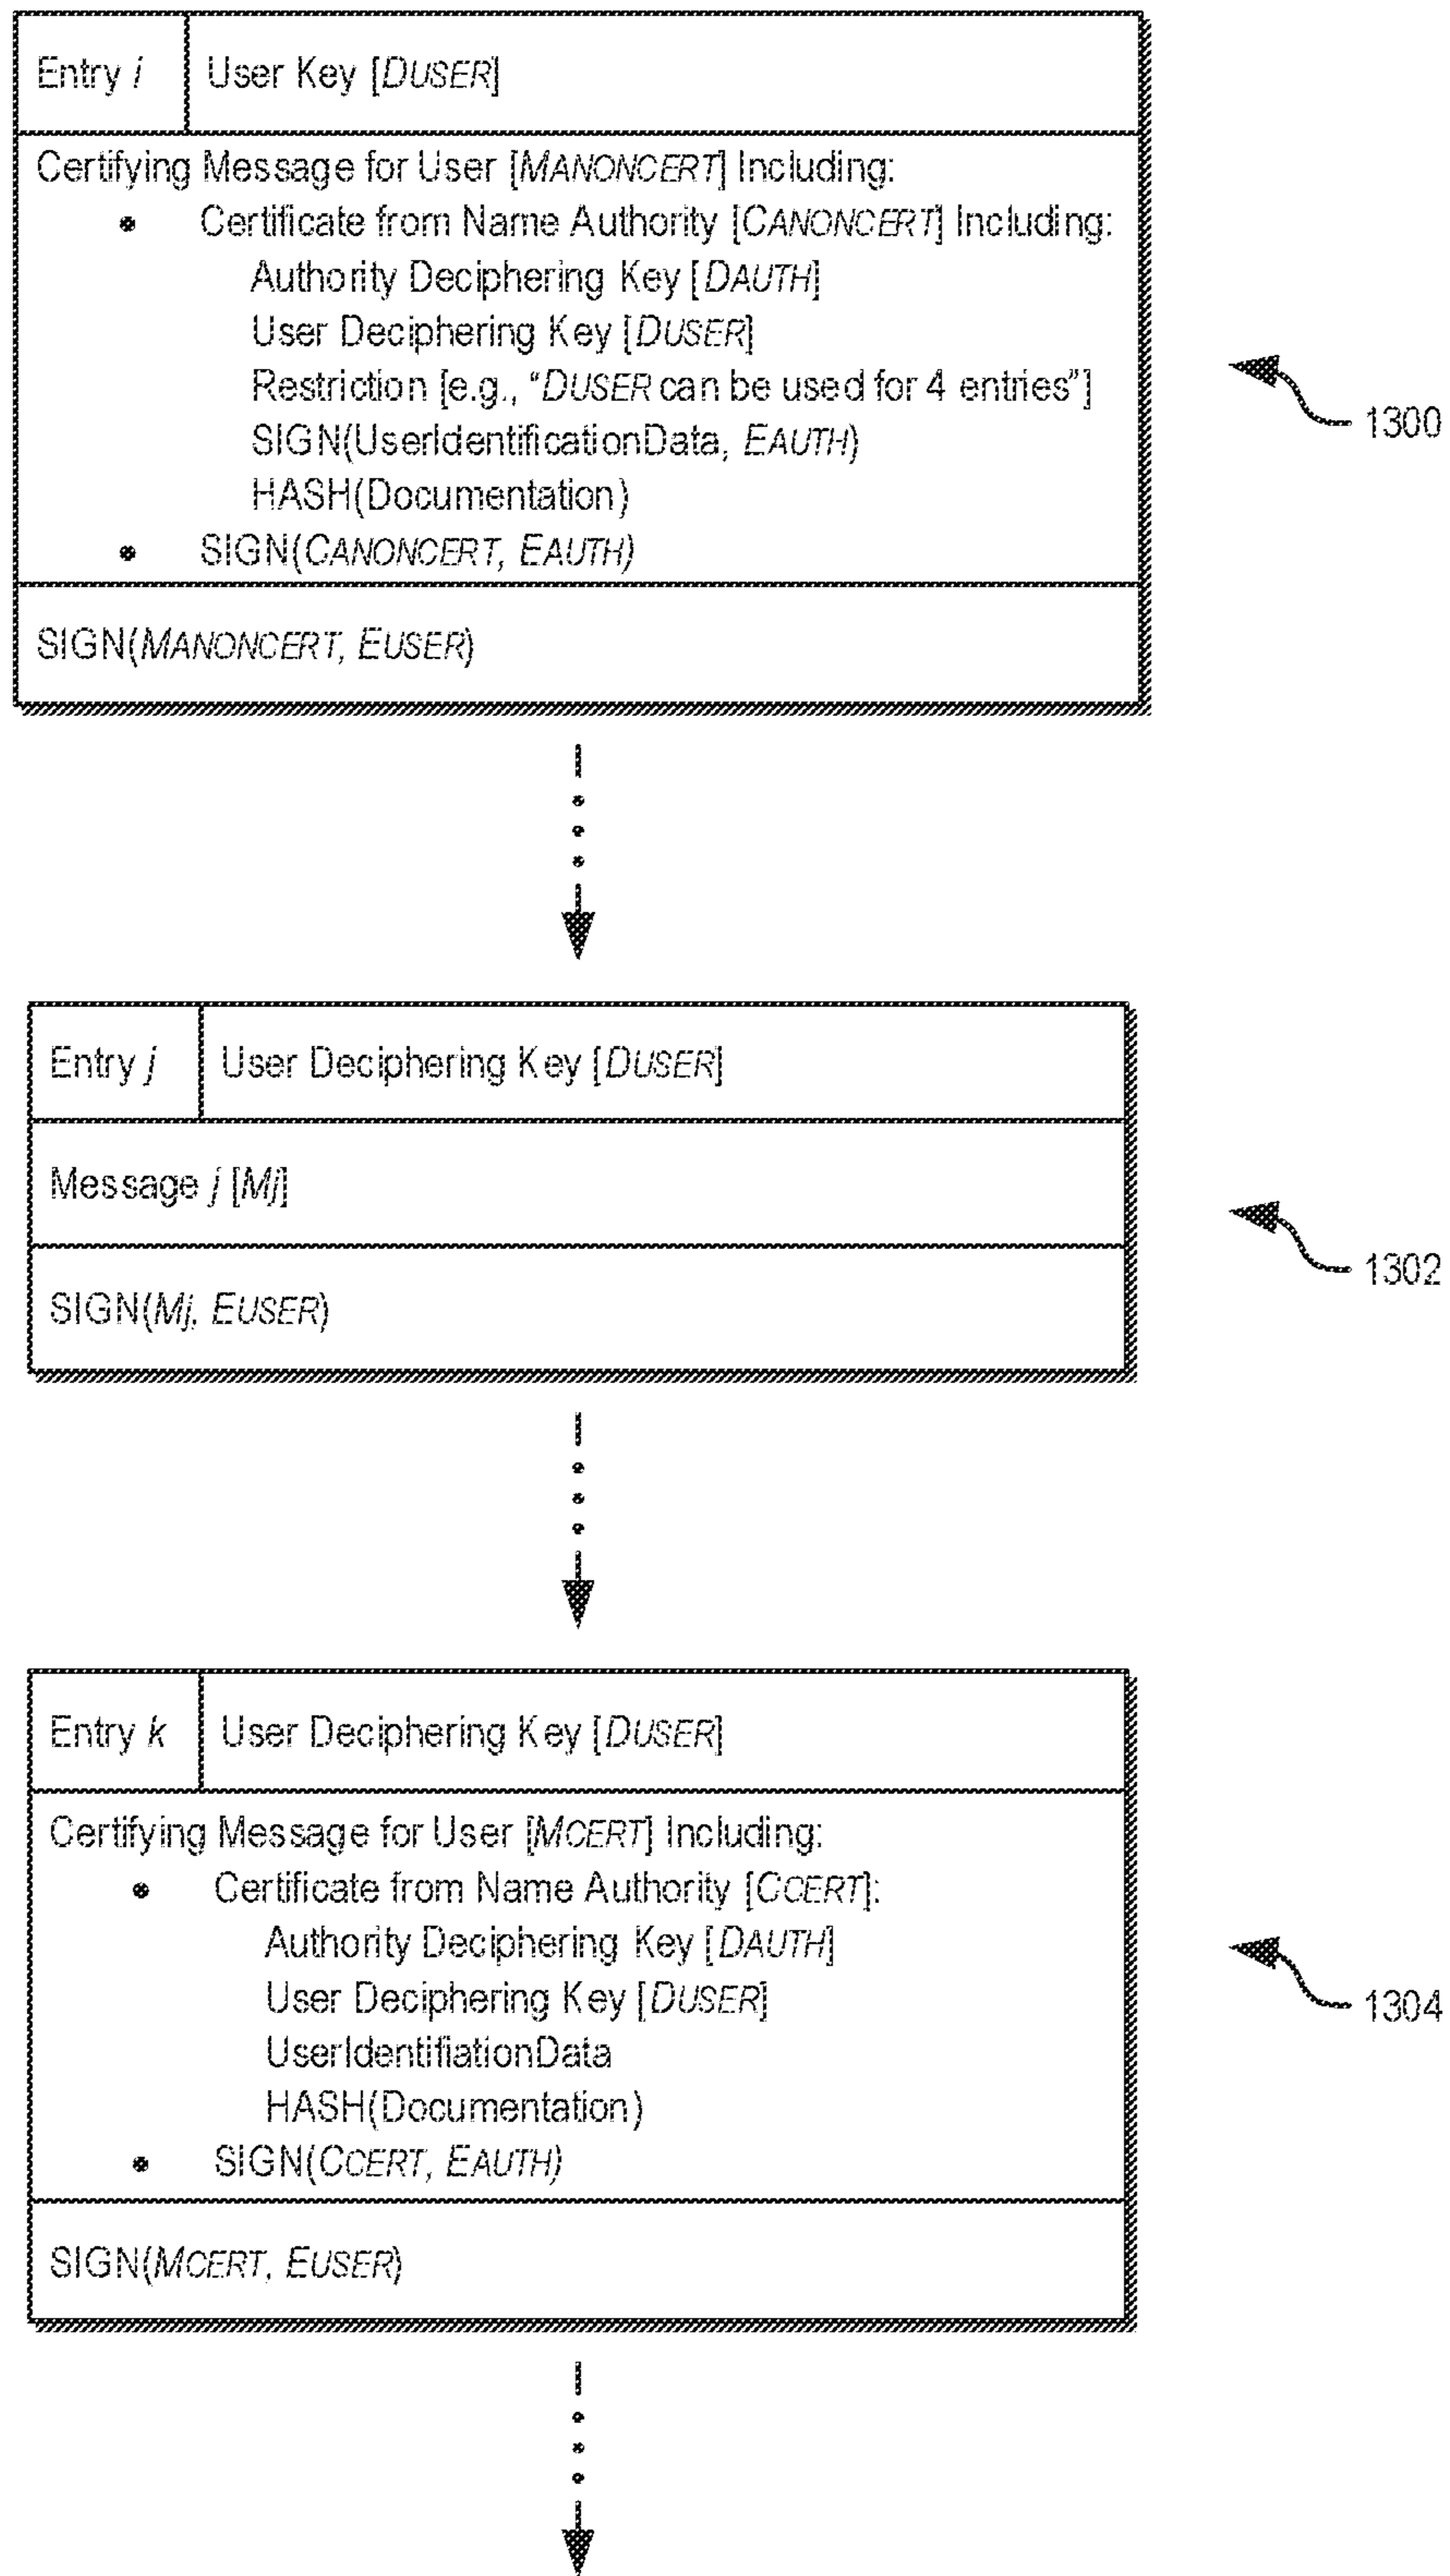 Entry i User Key [DUSER]
Certifying Message for User [MANONCERT] Including:
• Certificate from Name Authority [CANONCERT] Including:
Authority Deciphering Key [DAUTH]
User Deciphering Key [DUSER]
Restriction [e.g., “DUSER can be used for 4 entries”]
SIGN(UserIdentificationData, EAUTH)
HASH(Documentation)
• SIGN(CANONCERT, EAUTH)
SIGN(MANONCERT, EUSER)
1300
Entry j User Deciphering Key [DUSER]
Message j [Mj]
SIGN(Mj, EUSER)
1302
Entry k User Deciphering Key [DUSER]
Certifying Message for User [MCERT] Including:
• Certificate from Name Authority [CCERT]:
Authority Deciphering Key [DAUTH]
User Deciphering Key [DUSER]
UserIdentifiationData
HASH(Documentation)
• SIGN(CCERT, EAUTH)
SIGN(MCERT, EUSER)
1304